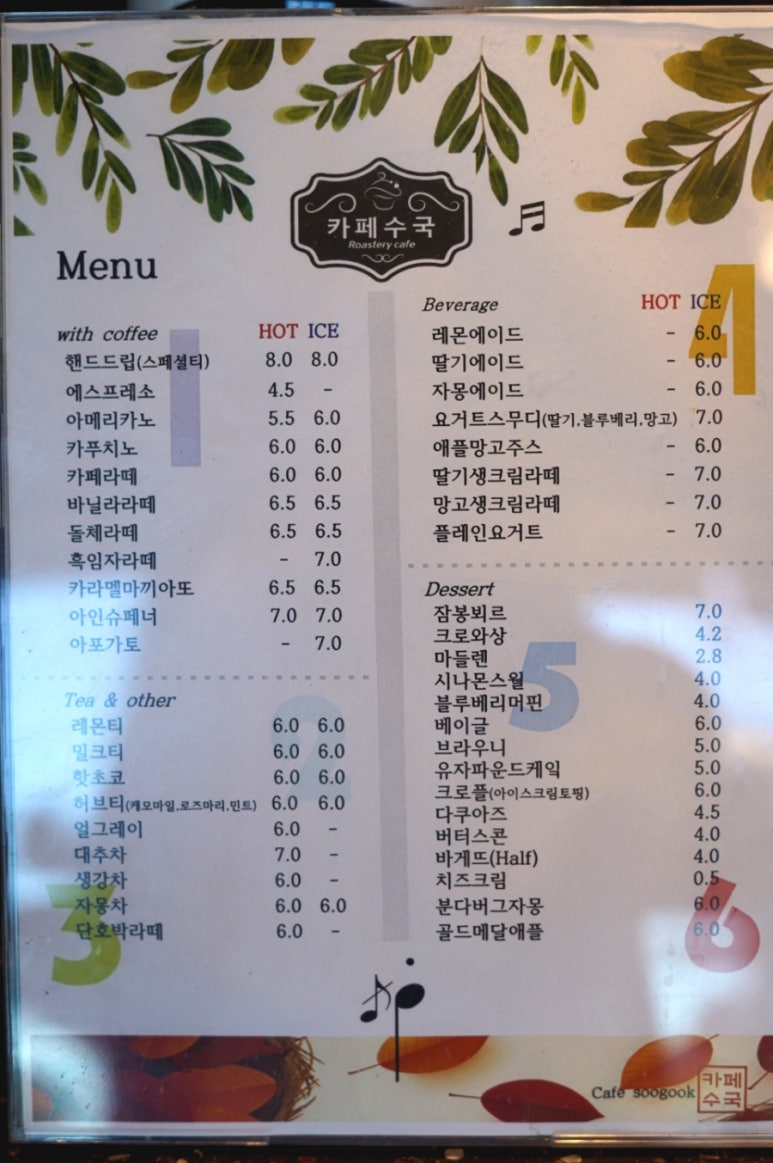 카페수국
Roastery cafe
Menu
with coffee HOT ICE
핸드드립(스페셜티) 8.0 8.0
에스프레소 4.5 -
아메리카노 5.5 6.0
카푸치노 6.0 6.0
카페라떼 6.0 6.0
바닐라라떼 6.5 6.5
돌체라떼 6.5 6.5
흑임자라떼 - 7.0
카라멜마끼아또 6.5 6.5
아인슈페너 7.0 7.0
아포가토 - 7.0
1
Tea & other
레몬티 6.0 6.0
밀크티 6.0 6.0
핫초코 6.0 6.0
허브티(케모마일,로즈마리,민트) 6.0 6.0
얼그레이 6.0 -
대추차 7.0 -
생강차 6.0 -
자몽차 6.0 6.0
단호박라떼 6.0 -
2
3
Beverage HOT ICE
레몬에이드 - 6.0
딸기에이드 - 6.0
자몽에이드 - 6.0
요거트스무디(딸기,블루베리,망고) 7.0
애플망고주스 - 6.0
딸기생크림라떼 - 7.0
망고생크림라떼 - 7.0
플레인요거트 - 7.0
4
Dessert
잠봉뵈르 7.0
크로와상 4.2
마들렌 2.8
시나몬스월 4.0
블루베리머핀 4.0
베이글 6.0
브라우니 5.0
유자파운드케잌 5.0
크로플(아이스크림토핑) 6.0
다쿠아즈 4.5
버터스콘 4.0
바게뜨(Half) 4.0
치즈크림 0.5
분다버그자몽 6.0
골드메달애플 6.0
5
6
Cafe soogook
카페
수국